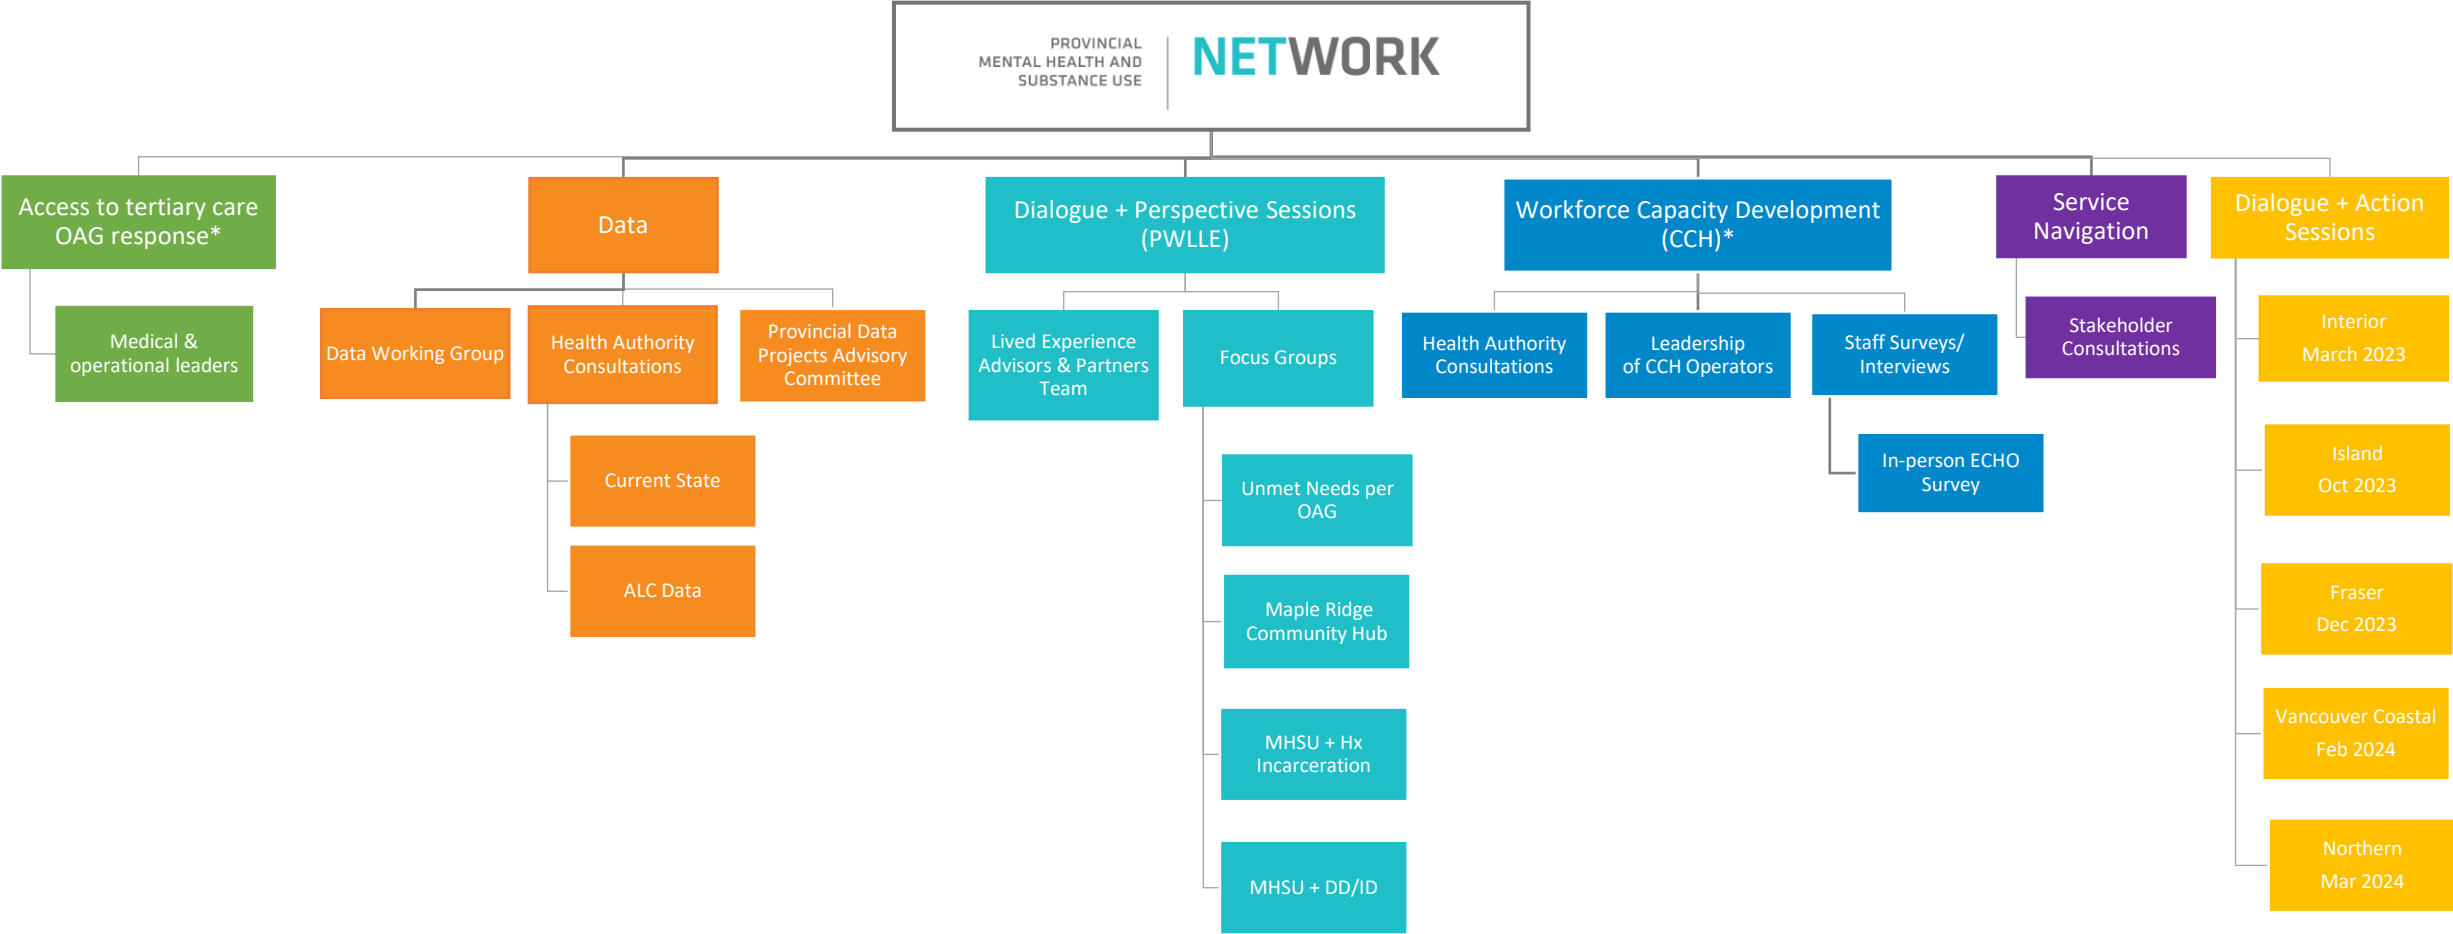 PROVINCIAL
MENTAL HEALTH AND
SUBSTANCE USE
NETWORK
Access to tertiary care
OAG response*
Medical &
operational leaders
Data
Data Working Group
Health Authority
Consultations
Current State
ALC Data
Provincial Data
Projects Advisory
Committee
Dialogue + Perspective Sessions
(PWLLE)
Lived Experience
Advisors & Partners
Team
Focus Groups
Unmet Needs per
OAG
Maple Ridge
Community Hub
MHSU + Hx
Incarceration
MHSU + DD/ID
Workforce Capacity Development
(CCH)*
Health Authority
Consultations
Leadership
of CCH Operators
Staff Surveys/
Interviews
In-person ECHO
Survey
Service
Navigation
Stakeholder
Consultations
Dialogue + Action
Sessions
Interior
March 2023
Island
Oct 2023
Fraser
Dec 2023
Vancouver Coastal
Feb 2024
Northern
Mar 2024